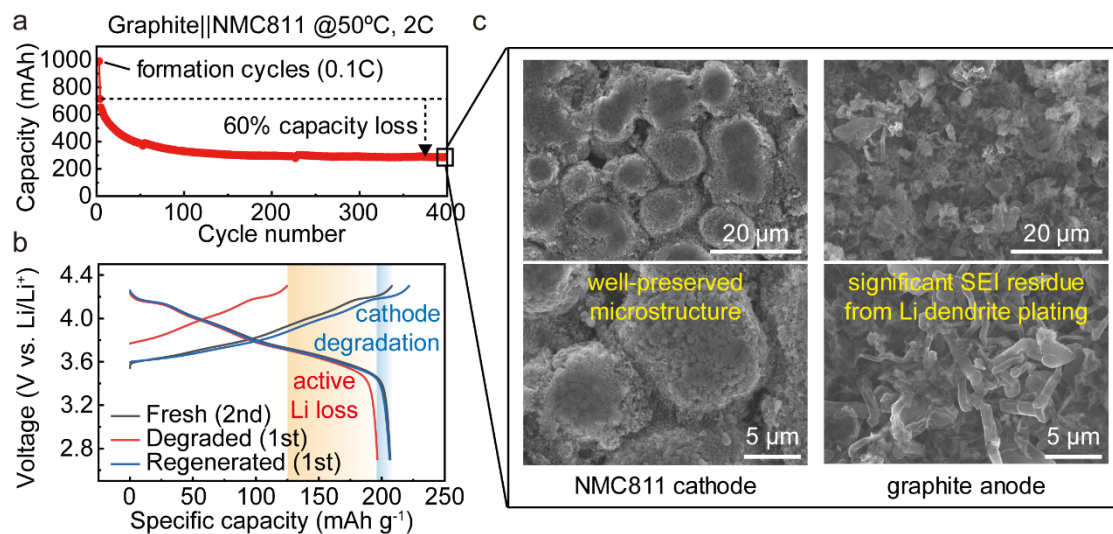 a
Graphite||NMC811 @50ºC, 2C
Capacity (mAh)
1000
800
600
400
200
0
formation cycles (0.1C)
60% capacity loss
0
100
200
300
400
Cycle number
b
Voltage (V vs. Li/Li⁺)
4.4
4.0
3.6
3.2
2.8
cathode
degradation
active
Li loss
Fresh (2nd)
Degraded (1st)
Regenerated (1st)
0
50
100
150
200
250
Specific capacity (mAh g⁻¹)
c
20 µm
20 µm
well-preserved
microstructure
5 µm
significant SEI residue
from Li dendrite plating
5 µm
NMC811 cathode
graphite anode